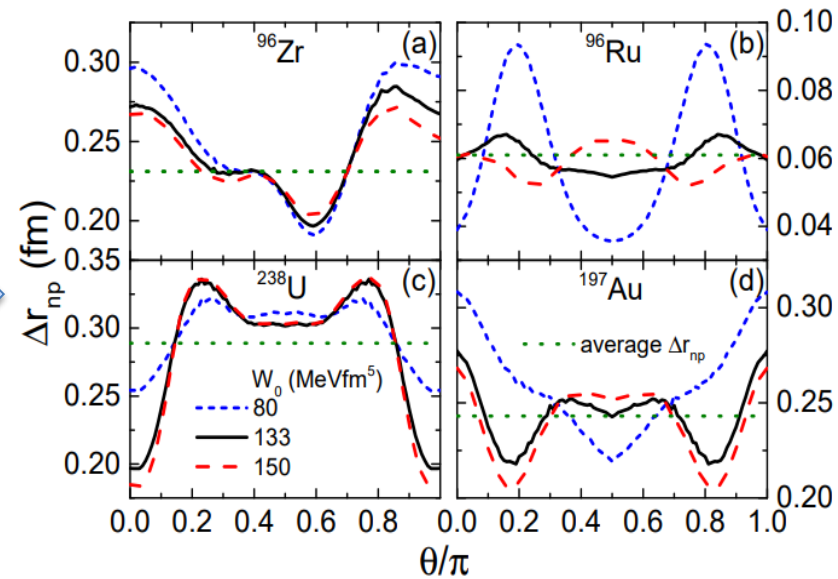 ⁹⁶Zr (a)
⁹⁶Ru (b)
0.30
0.25
0.20
0.35
0.10
0.08
0.06
0.04
Δrₙₚ (fm)
²³⁸U (c)
¹⁹⁷Au (d)
0.30
0.25
0.20
W₀ (MeVfm⁵)
80
133
150
average Δrₙₚ
0.30
0.25
0.20
0.0 0.2 0.4 0.6 0.8 0.0 0.2 0.4 0.6 0.8 1.0
θ/π